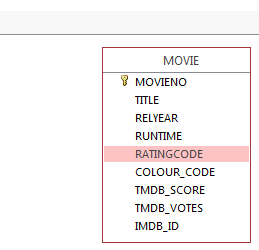 MOVIE
MOVIENO
TITLE
RELYEAR
RUNTIME
RATINGCODE
COLOUR_CODE
TMDB_SCORE
TMDB_VOTES
IMDB_ID